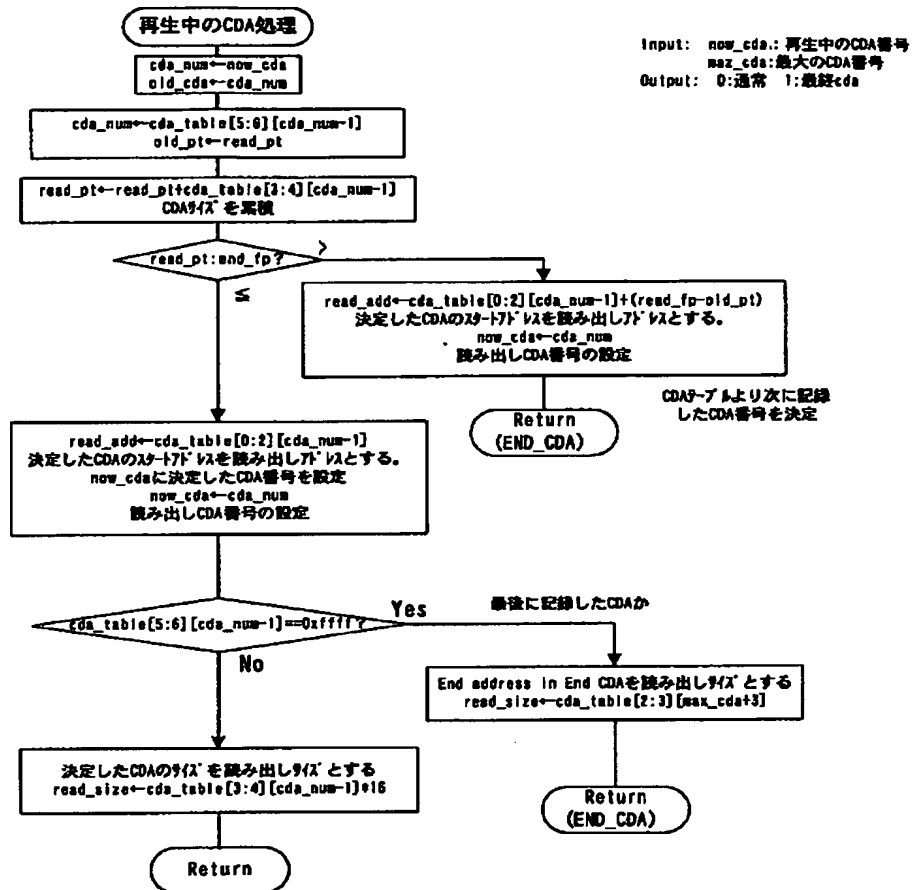 再生中のCDA処理
Input: now_cda.:再生中のCDA番号
maz_cda:最大のCDA番号
Output: 0:通常 1:最終cda
cda_num←now_cda
old_cda←cda_num
cda_num←cda_table[5:6][cda_num-1]
old_pt←read_pt
read_pt←read_pt+cda_table[3:4][cda_num-1]
CDAサイズを累積
read_pt:end_fp?
>
≦
read_add←cda_table[0:2][cda_num-1]+(read_fp-old_pt)
決定したCDAのスタートアドレスを読み出しアドレスとする。
now_cda←cda_num
読み出しCDA番号の設定
CDAテーブルより次に記録
したCDA番号を決定
Return
(END_CDA)
read_add←cda_table[0:2][cda_num-1]
決定したCDAのスタートアドレスを読み出しアドレスとする。
now_cdaに決定したCDA番号を設定
now_cda←cda_num
読み出しCDA番号の設定
cda_table[5:6][cda_num-1]==0xffff?
Yes
最後に記録したCDAか
No
End address in End CDAを読み出しサイズとする
read_size←cda_table[2:3][max_cda+3]
決定したCDAのサイズを読み出しサイズとする
read_size←cda_table[3:4][cda_num-1]*16
Return
(END_CDA)
Return